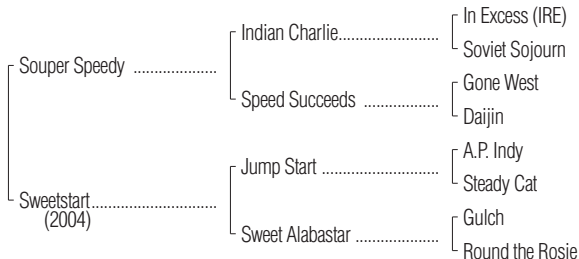 In Excess (IRE)
Indian Charlie....................
Soviet Sojourn
Souper Speedy ................
Gone West
Speed Succeeds ...............
Daijin
A.P. Indy
Jump Start .......................
Steady Cat
Sweetstart........................
(2004)
Gulch
Sweet Alabastar ................
Round the Rosie